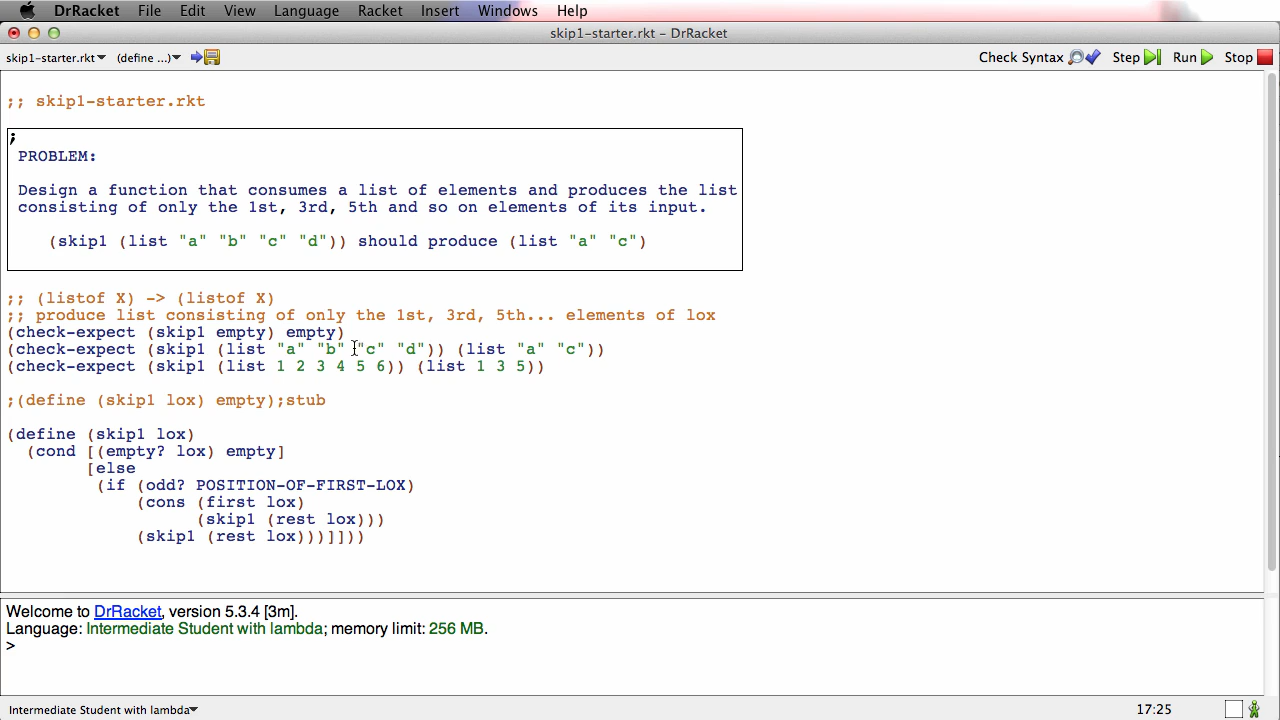 DrRacket File Edit View Language Racket Insert Windows Help
skip1-starter.rkt - DrRacket
skip1-starter.rkt (define ...) Check Syntax Step Run Stop
;; skip1-starter.rkt
;
PROBLEM:
Design a function that consumes a list of elements and produces the list
consisting of only the 1st, 3rd, 5th and so on elements of its input.
(skip1 (list "a" "b" "c" "d")) should produce (list "a" "c")
;; (listof X) -> (listof X)
;; produce list consisting of only the 1st, 3rd, 5th... elements of lox
(check-expect (skip1 empty) empty)
(check-expect (skip1 (list "a" "b" "c" "d")) (list "a" "c"))
(check-expect (skip1 (list 1 2 3 4 5 6)) (list 1 3 5))
;(define (skip1 lox) empty);stub
(define (skip1 lox)
(cond [(empty? lox) empty]
[else
(if (odd? POSITION-OF-FIRST-LOX)
(cons (first lox)
(skip1 (rest lox)))
(skip1 (rest lox)))]]))
Welcome to DrRacket, version 5.3.4 [3m].
Language: Intermediate Student with lambda; memory limit: 256 MB.
>
Intermediate Student with lambda 17:25